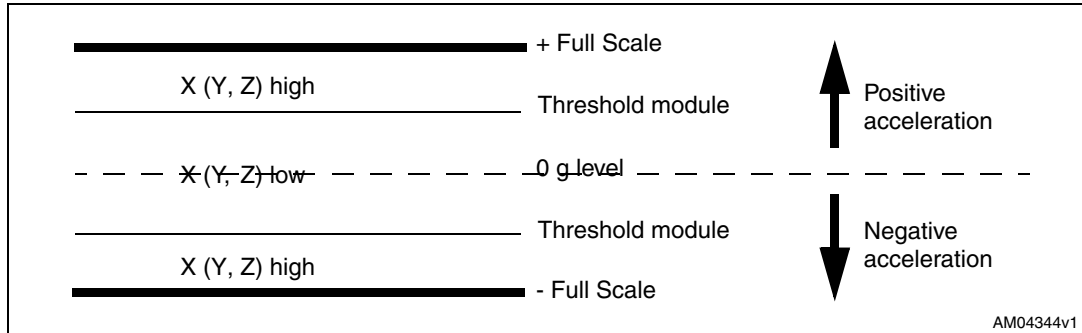 + Full Scale
X (Y, Z) high
Threshold module
Positive
acceleration
X (Y, Z) low
0 g level
Threshold module
Negative
acceleration
X (Y, Z) high
- Full Scale
AM04344v1